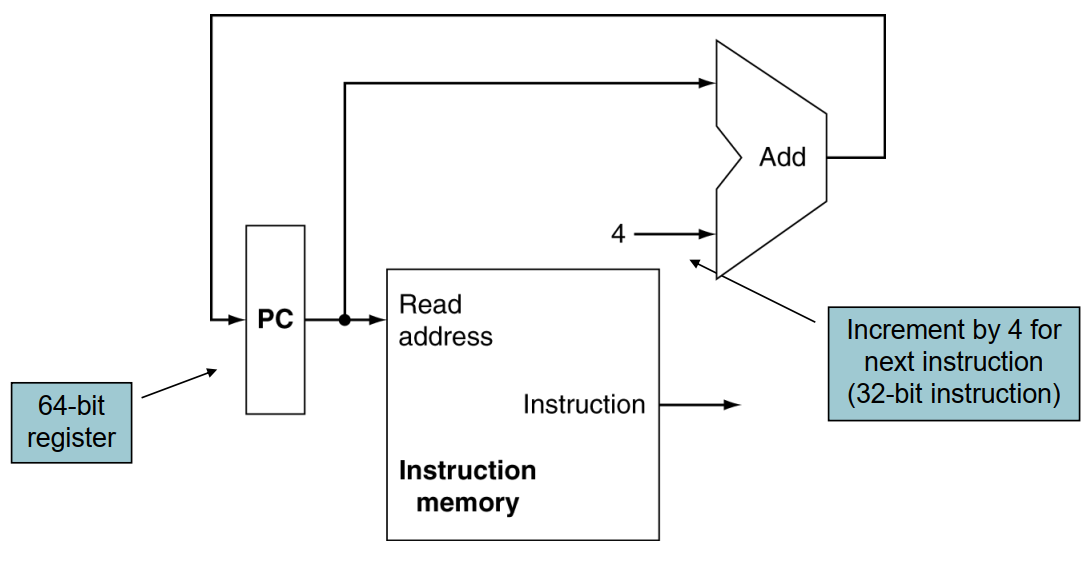 Add
4
PC
Read
address
Instruction
Instruction
memory
64-bit
register
Increment by 4 for
next instruction
(32-bit instruction)